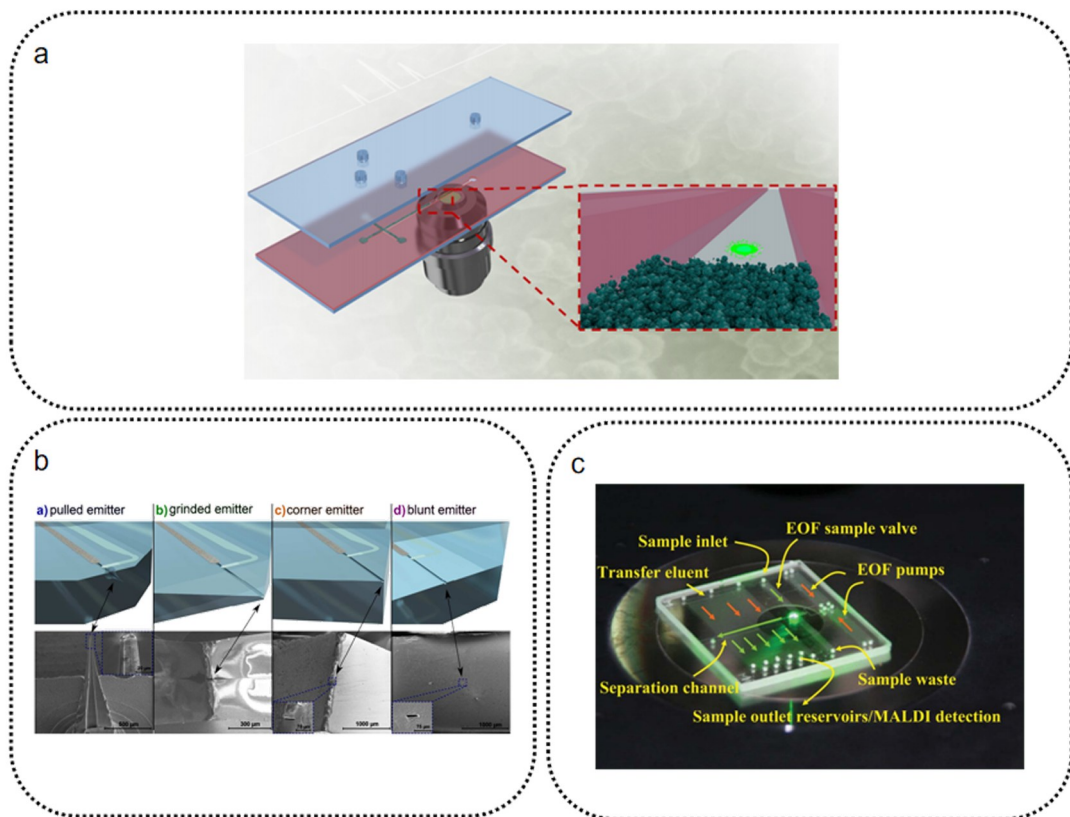 a
b
a) pulled emitter b) grinded emitter c) corner emitter d) blunt emitter
500 µm 300 µm 1000 µm 1000 µm
c
EOF sample valve
Sample inlet
Transfer eluent
EOF pumps
Separation channel
Sample waste
Sample outlet reservoirs/MALDI detection